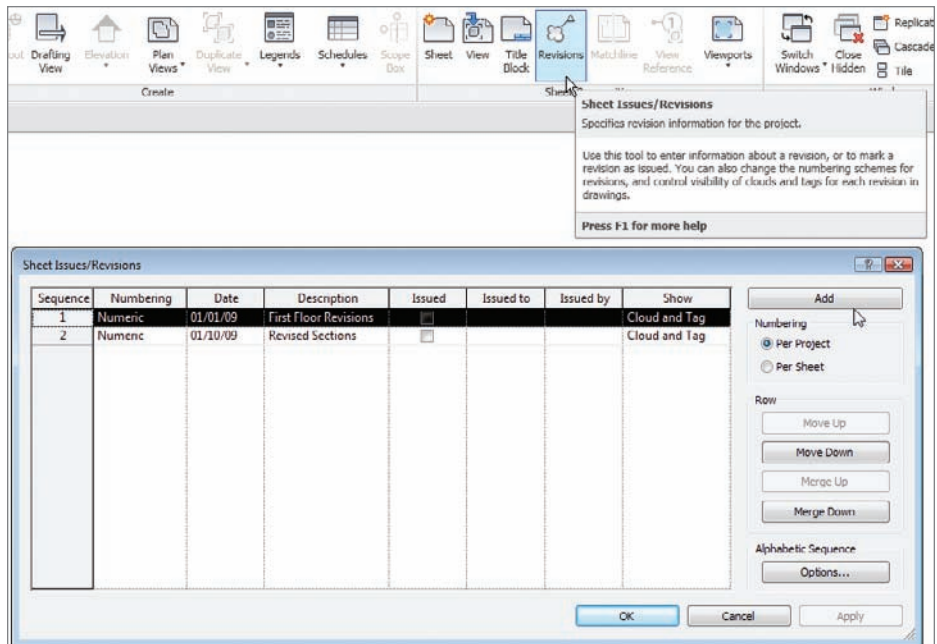 out Drafting View Elevation Plan Views Duplicate View Legends Schedules Scope Box Sheet View Title Block Revisions Matchline View Reference Viewports Switch Windows Close Hidden Replicat
Cascade
Tile
Create
Sheet
Sheet Issues/Revisions
Specifies revision information for the project.
Use this tool to enter information about a revision, or to mark a
revision as issued. You can also change the numbering schemes for
revisions, and control visibility of clouds and tags for each revision in
drawings.
Press F1 for more help
Sheet Issues/Revisions
Sequence Numbering Date Description Issued Issued to Issued by Show
1 Numeric 01/01/09 First Floor Revisions Cloud and Tag
2 Numeric 01/10/09 Revised Sections Cloud and Tag
Add
Numbering
Per Project
Per Sheet
Row
Move Up
Move Down
Merge Up
Merge Down
Alphabetic Sequence
Options...
OK Cancel Apply